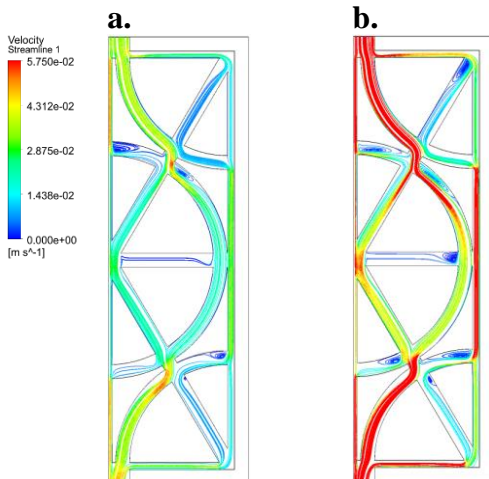 a.
b.
Velocity
Streamline 1
5.750e-02
4.312e-02
2.875e-02
1.438e-02
0.000e+00
[m s^-1]